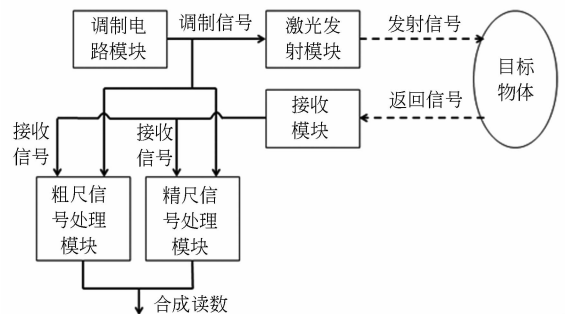 调制电
路模块
调制信号
激光发
射模块
发射信号
目标
物体
接收
模块
返回信号
接收
信号
接收
信号
粗尺信
号处理
模块
精尺信
号处理
模块
合成读数